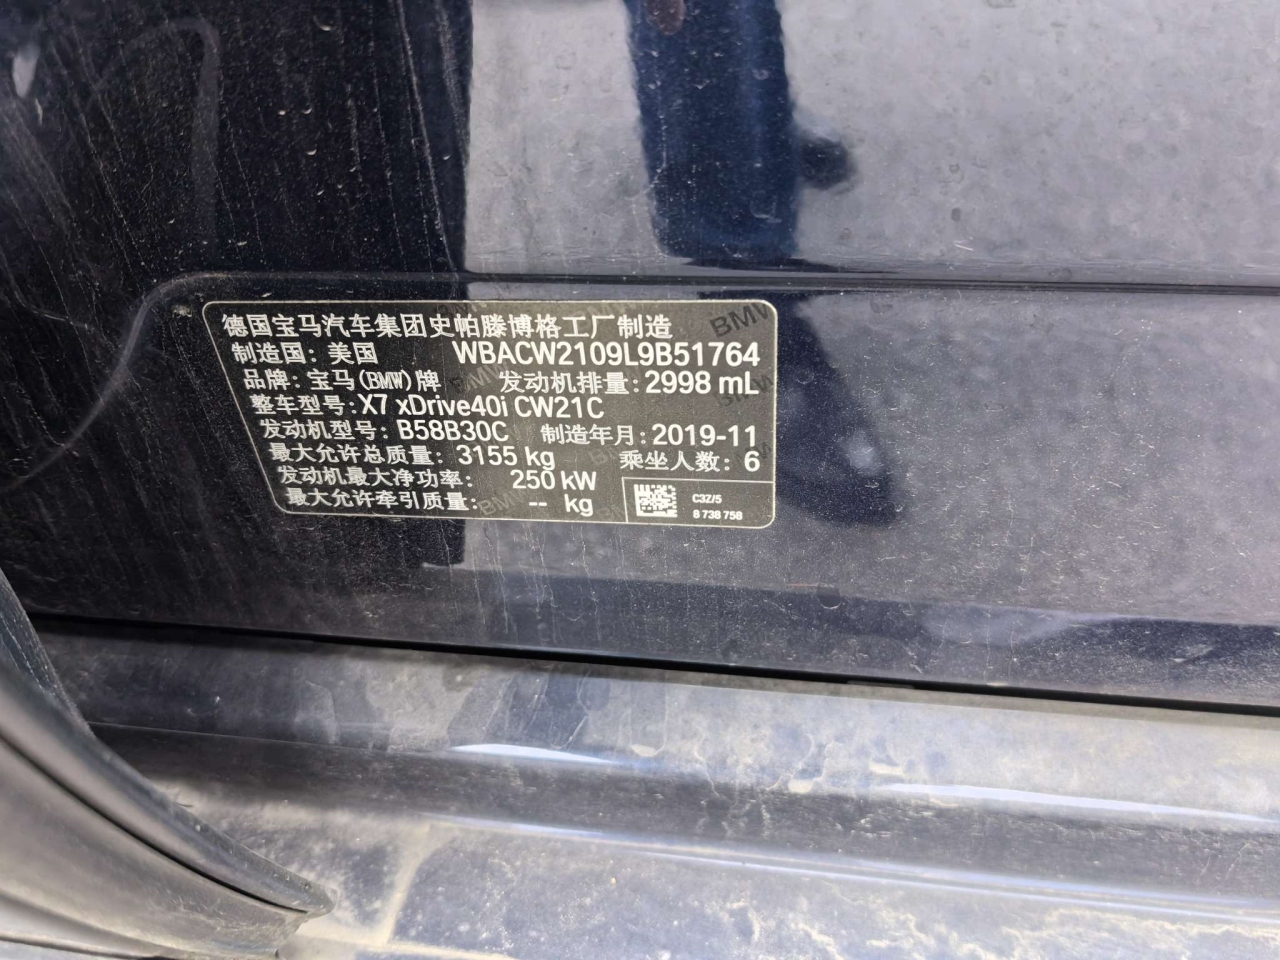 德国宝马汽车集团史帕滕博格工厂制造
制造国: 美国 WBACW2109L9B51764
品牌: 宝马(BMW)牌 发动机排量: 2998 mL
整车型号: X7 xDrive40i CW21C
发动机型号: B58B30C 制造年月: 2019-11
最大允许总质量: 3155 kg 乘坐人数: 6
发动机最大净功率: 250 kW
最大允许牵引质量: -- kg
C3Z/5
8 738 758